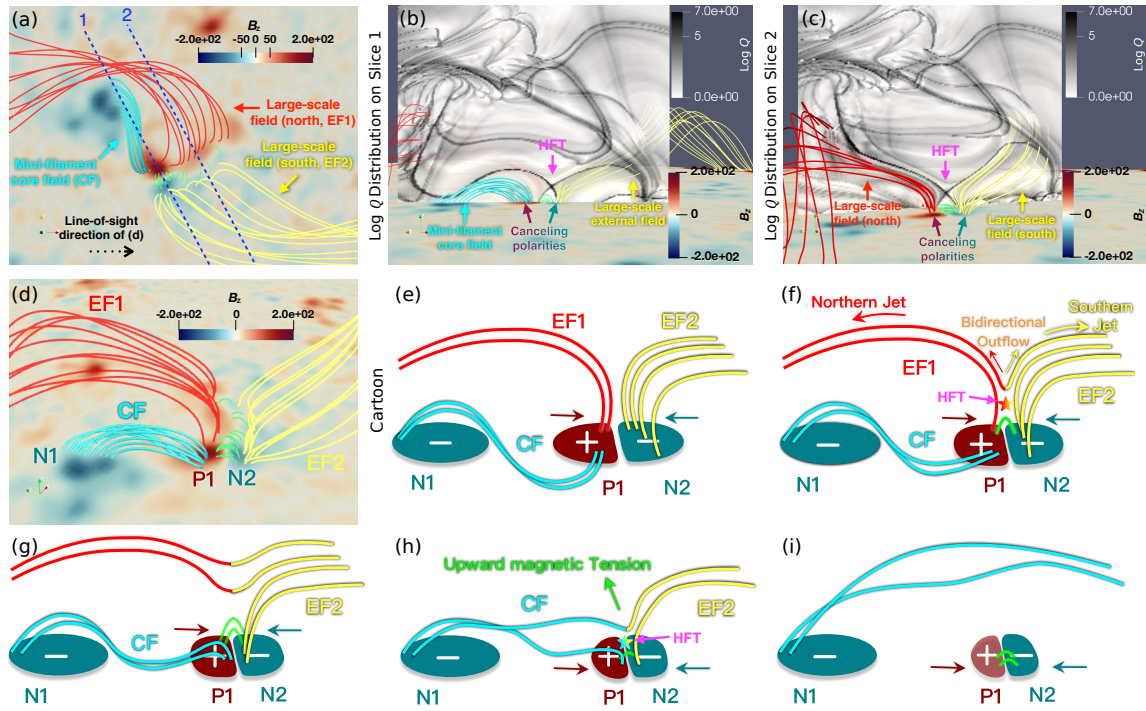 (a)
1
2
Bz
-2.0e+02
-50
0
50
2.0e+02
Large-scale
field (north, EF1)
Large-scale
field (south, EF2)
Mini-filament
core field (CF)
Line-of-sight
direction of (d)
Log Q Distribution on Slice 1
(b)
7.0e+00
5
0.0e+00
Log Q
HFT
Large-scale
external field
Mini-filament
core field
Canceling
polarities
2.0e+02
0
-2.0e+02
Bz
Log Q Distribution on Slice 2
(c)
7.0e+00
5
0.0e+00
Log Q
HFT
Large-scale
field (north)
Canceling
polarities
Large-scale
field (south)
2.0e+02
0
-2.0e+02
Bz
(d)
EF1
Bz
-2.0e+02
0
2.0e+02
CF
N1
P1
N2
EF2
Cartoon
(e)
EF1
EF2
CF
+
−
−
N1
P1
N2
(f)
Northern Jet
Southern
Jet
Bidirectional
Outflow
EF1
HFT
EF2
CF
+
−
−
N1
P1
N2
(g)
EF2
CF
+
−
−
N1
P1
N2
(h)
Upward magnetic Tension
CF
EF2
HFT
+
−
−
N1
P1
N2
(i)
+
−
−
N1
P1
N2